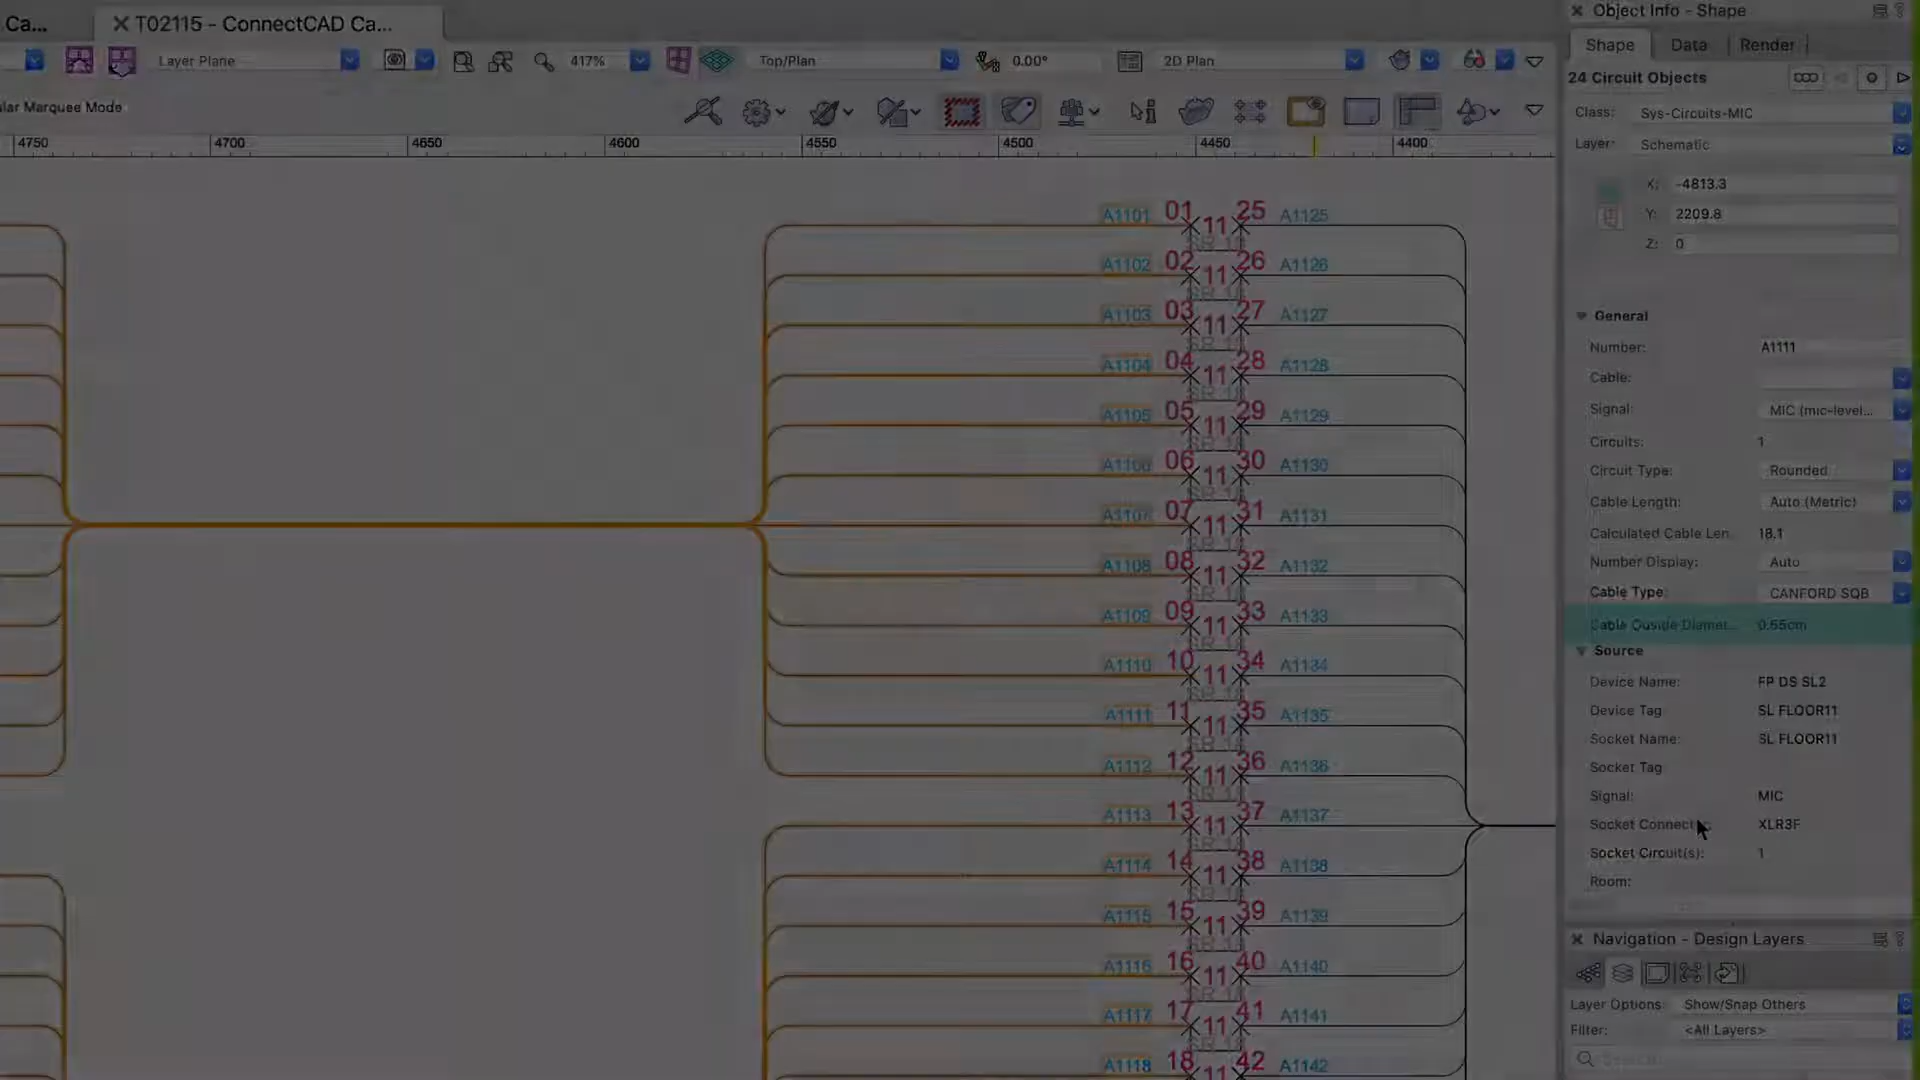 Ca...
T02115 - ConnectCAD Ca...
Layer Plane
417%
Top/Plan
0.00°
2D Plan
lar Marquee Mode
4750 4700 4650 4600 4550 4500 4450 4400
A1101 01 11 25 A1125
A1102 02 11 26 A1126
A1103 03 11 27 A1127
A1104 04 11 28 A1128
A1105 05 11 29 A1129
A1106 06 11 30 A1130
A1107 07 11 31 A1131
A1108 08 11 32 A1132
A1109 09 11 33 A1133
A1110 10 11 34 A1134
A1111 11 11 35 A1135
A1112 12 11 36 A1136
A1113 13 11 37 A1137
A1114 14 11 38 A1138
A1115 15 11 39 A1139
A1116 16 11 40 A1140
A1117 17 11 41 A1141
A1118 18 11 42 A1142
Object Info - Shape
Shape Data Render
24 Circuit Objects
Class: Sys-Circuits-MIC
Layer: Schematic
X: -4813.3
Y: 2209.8
Z: 0
General
Number: A1111
Cable:
Signal: MIC (mic-level...
Circuits: 1
Circuit Type: Rounded
Cable Length: Auto (Metric)
Calculated Cable Len 18.1
Number Display: Auto
Cable Type: CANFORD SQB
Cable Ouside Diamet... 0.55cm
Source
Device Name: FP DS SL2
Device Tag: SL FLOOR11
Socket Name: SL FLOOR11
Socket Tag
Signal: MIC
Socket Connect XLR3F
Socket Circuit(s): 1
Room:
Navigation - Design Layers
Layer Options: Show/Snap Others
Filter: <All Layers>
Search